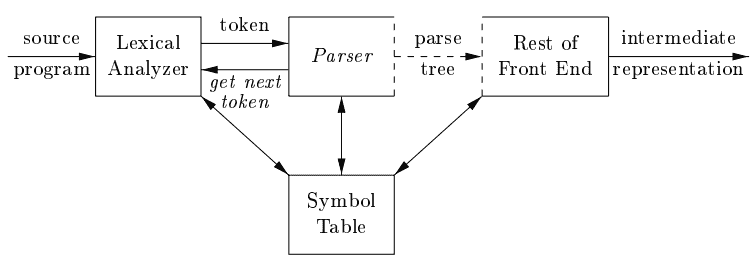 source
program
Lexical
Analyzer
token
get next
token
Parser
parse
tree
Rest of
Front End
intermediate
representation
Symbol
Table